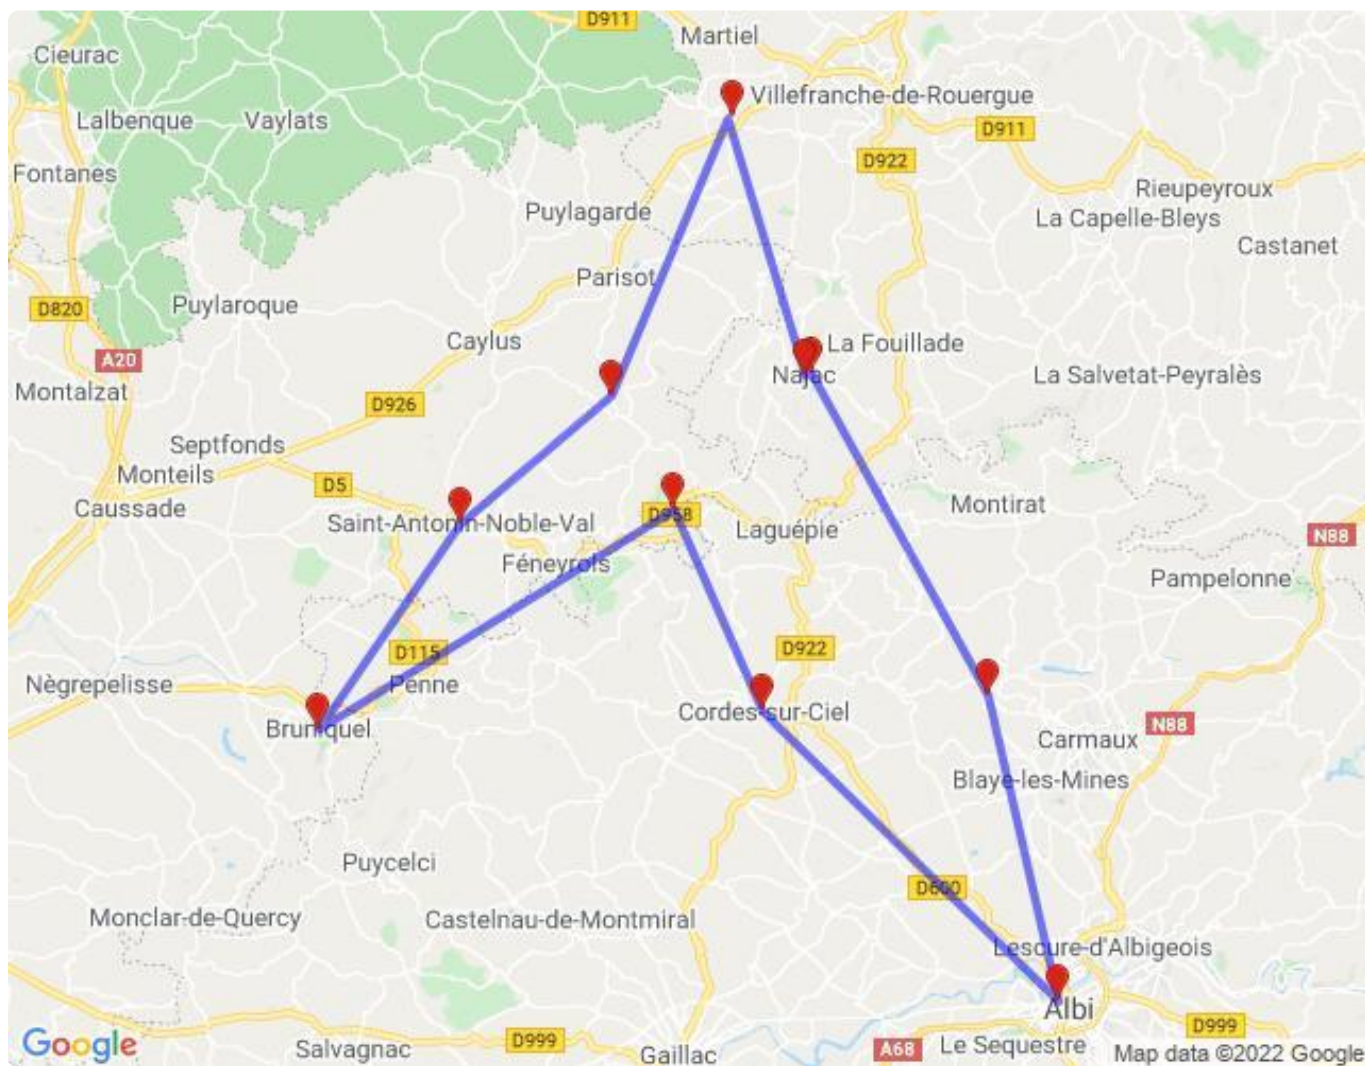 D911
Martiel
Cieurac
Villefranche-de-Rouergue
Lalbenque
Vaylats
D911
D922
Fontanes
Rieupeyroux
Puylagarde
La Capelle-Bleys
Castanet
Parisot
Puylaroque
D820
Caylus
La Fouillade
A20
Najac
La Salvetat-Peyralès
Montalzat
D926
Septfonds
Monteils
D5
Caussade
Montirat
D958
Saint-Antonin-Noble-Val
Laguépie
N88
Féneyrols
Pampelonne
D922
D115
Nègrepelisse
Penne
Cordes-sur-Ciel
N88
Bruniquel
Carmaux
Blaye-les-Mines
Puycelci
D600
Monclar-de-Quercy
Castelnau-de-Montmiral
Lescure-d'Albigeois
Albi
D999
Google
D999
Salvagnac
Gaillac
A68
Le Sequestre
Map data ©2022 Google